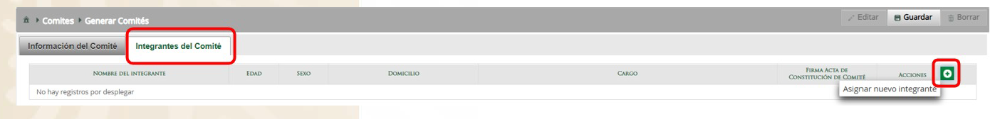 Comites Generar Comités
Editar Guardar Borrar
Información del Comité Integrantes del Comité
Nombre del integrante Edad Sexo Domicilio Cargo Firma Acta de Constitución de Comité Acciones
No hay registros por desplegar
Asignar nuevo integrante